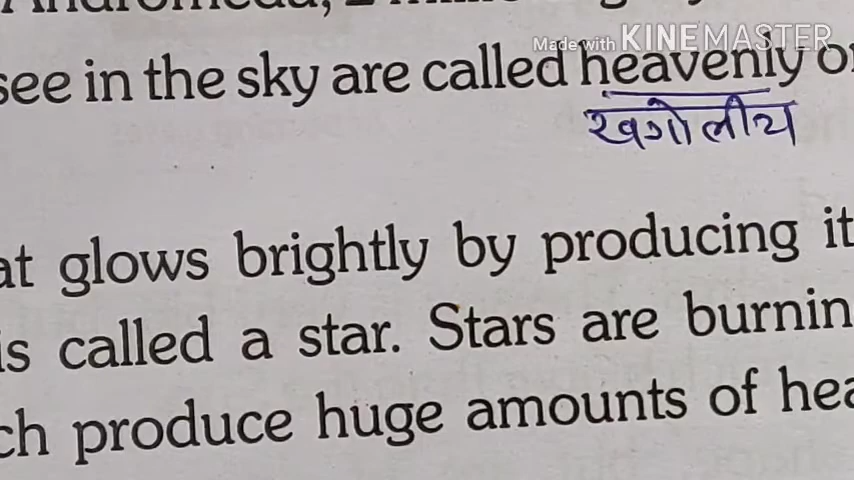 Made with KINEMASTER
see in the sky are called heavenly
खगोलीय
at glows brightly by producing it
is called a star. Stars are burnin
ch produce huge amounts of hea